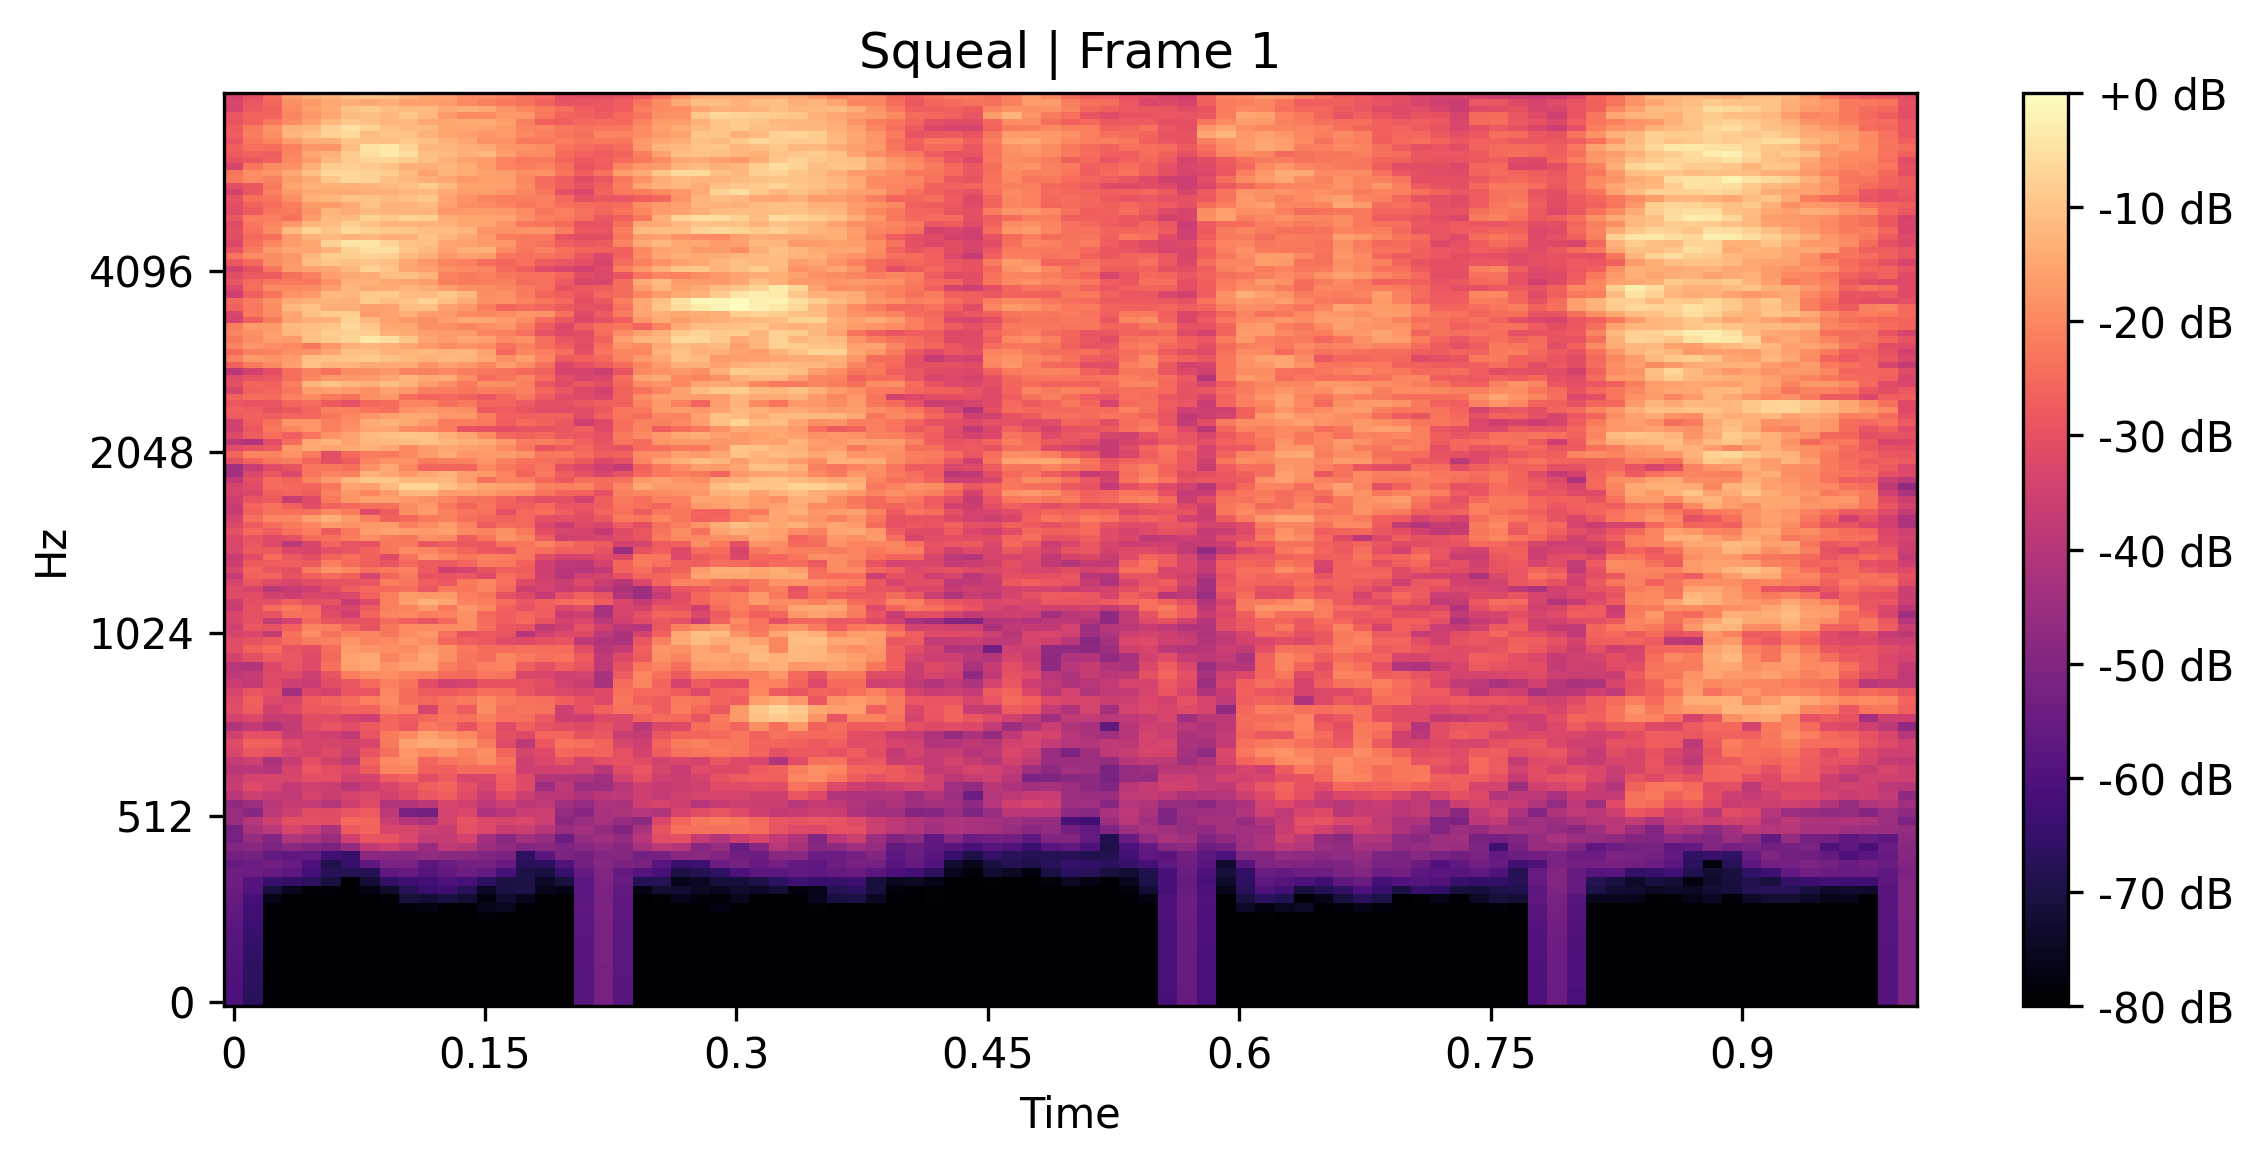 Squeal | Frame 1
+0 dB
-10 dB
-20 dB
-30 dB
-40 dB
-50 dB
-60 dB
-70 dB
-80 dB
Hz
4096
2048
1024
512
0
0 0.15 0.3 0.45 0.6 0.75 0.9
Time